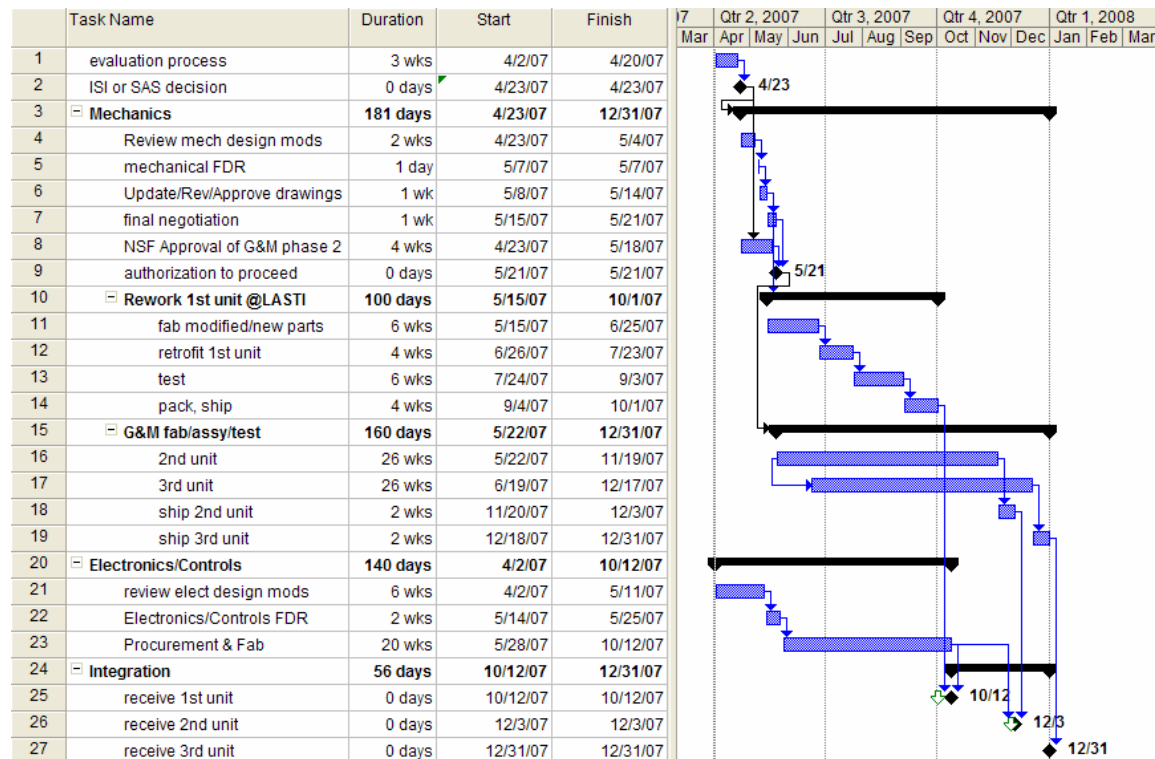 Task Name Duration Start Finish 07 Qtr 2, 2007 Qtr 3, 2007 Qtr 4, 2007 Qtr 1, 2008
Mar Apr May Jun Jul Aug Sep Oct Nov Dec Jan Feb Mar
1 evaluation process 3 wks 4/2/07 4/20/07
2 ISI or SAS decision 0 days 4/23/07 4/23/07 4/23
3 Mechanics 181 days 4/23/07 12/31/07
4 Review mech design mods 2 wks 4/23/07 5/4/07
5 mechanical FDR 1 day 5/7/07 5/7/07
6 Update/Rev/Approve drawings 1 wk 5/8/07 5/14/07
7 final negotiation 1 wk 5/15/07 5/21/07
8 NSF Approval of G&M phase 2 4 wks 4/23/07 5/18/07
9 authorization to proceed 0 days 5/21/07 5/21/07 5/21
10 Rework 1st unit @LASTI 100 days 5/15/07 10/1/07
11 fab modified/new parts 6 wks 5/15/07 6/25/07
12 retrofit 1st unit 4 wks 6/26/07 7/23/07
13 test 6 wks 7/24/07 9/3/07
14 pack, ship 4 wks 9/4/07 10/1/07
15 G&M fab/assy/test 160 days 5/22/07 12/31/07
16 2nd unit 26 wks 5/22/07 11/19/07
17 3rd unit 26 wks 6/19/07 12/17/07
18 ship 2nd unit 2 wks 11/20/07 12/3/07
19 ship 3rd unit 2 wks 12/18/07 12/31/07
20 Electronics/Controls 140 days 4/2/07 10/12/07
21 review elect design mods 6 wks 4/2/07 5/11/07
22 Electronics/Controls FDR 2 wks 5/14/07 5/25/07
23 Procurement & Fab 20 wks 5/28/07 10/12/07
24 Integration 56 days 10/12/07 12/31/07
25 receive 1st unit 0 days 10/12/07 10/12/07 10/12
26 receive 2nd unit 0 days 12/3/07 12/3/07 12/3
27 receive 3rd unit 0 days 12/31/07 12/31/07 12/31